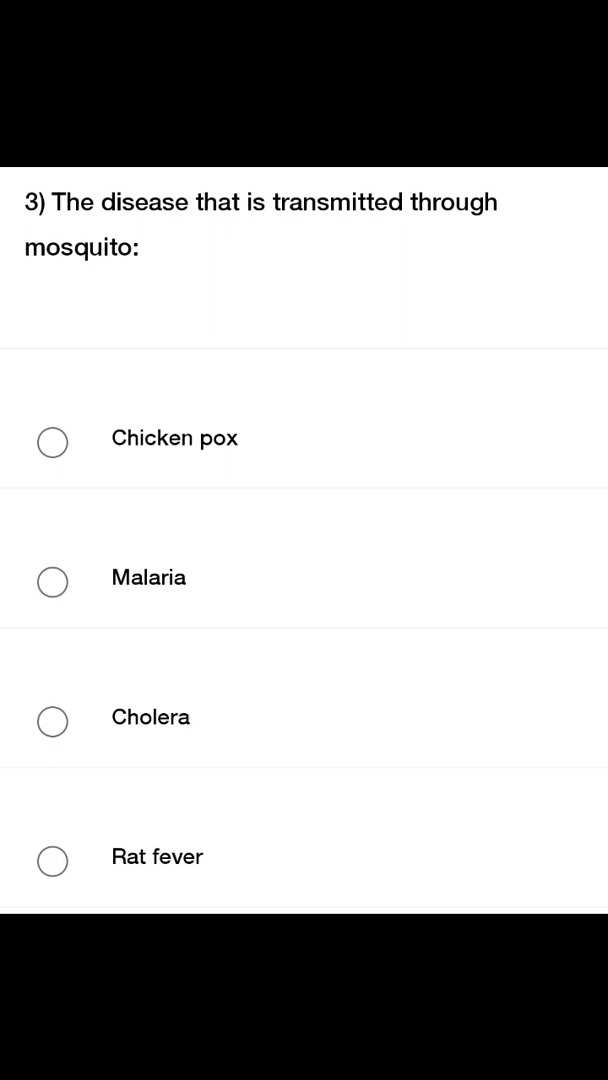 3) The disease that is transmitted through
mosquito:
Chicken pox
Malaria
Cholera
Rat fever